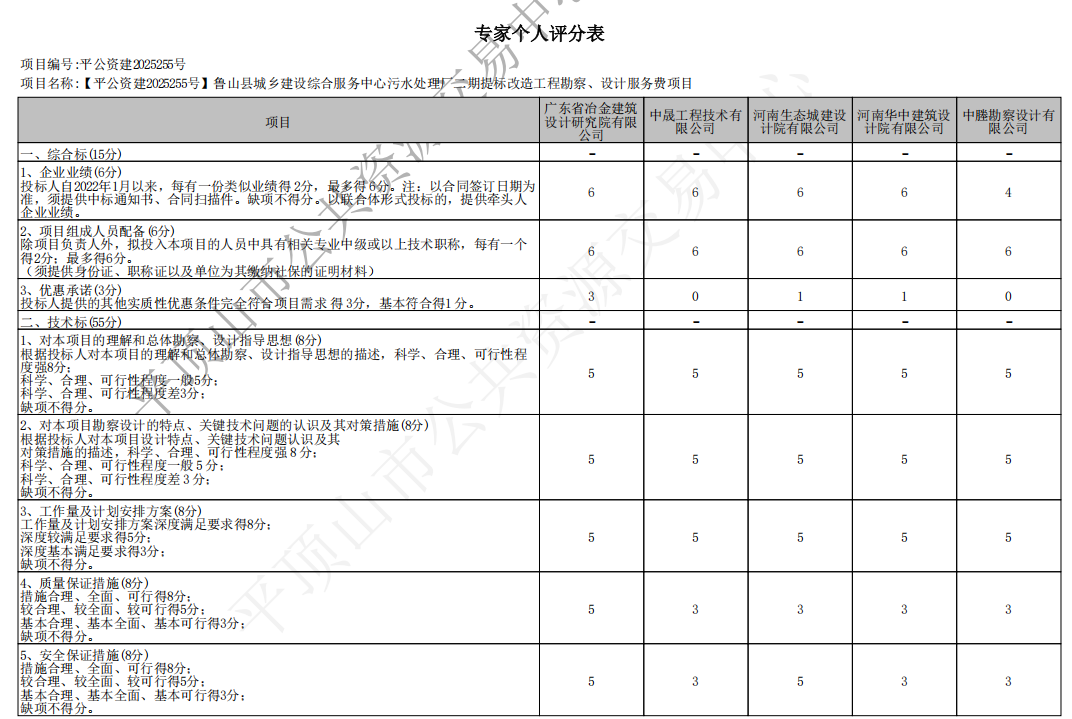 专家个人评分表
项目编号:平公资建2025255号
项目名称:【平公资建2025255号】鲁山县城乡建设综合服务中心污水处理厂二期提标改造工程勘察、设计服务费项目
项目
广东省冶金建筑
设计研究院有限
公司
中晟工程技术有
限公司
河南生态城建设
计院有限公司
河南华中建筑设
计院有限公司
中塍勘察设计有
限公司
一、综合标(15分)
- - - - -
1、企业业绩(6分)
投标人自2022年1月以来，每有一份类似业绩得 2分，最多得 6分。注：以合同签订日期为
准，须提供中标通知书、合同扫描件。缺项不得分。以联合体形式投标的，提供牵头人
企业业绩。
6 6 6 6 4
2、项目组成人员配备(6分)
除项目负责人外，拟投入本项目的人员中具有相关专业中级或以上技术职称，每有一个
得2分；最多得6分。
（须提供身份证、职称证以及单位为其缴纳社保的证明材料）
6 6 6 6 6
3、优惠承诺(3分)
投标人提供的其他实质性优惠条件完全符合项目需求 得 3分，基本符合得1 分。
3 0 1 1 0
二、技术标(55分)
- - - - -
1、对本项目的理解和总体勘察、设计指导思想(8分)
根据投标人对本项目的理解和总体勘察、设计指导思想的描述，科学、合理、可行性程
度强8分；
科学、合理、可行性程度一般5分；
科学、合理、可行性程度差3分；
缺项不得分。
5 5 5 5 5
2、对本项目勘察设计的特点、关键技术问题的认识及其对策措施(8分)
根据投标人对本项目设计特点、关键技术问题认识及其
对策措施的描述，科学、合理、可行性程度强 8 分；
科学、合理、可行性程度一般 5 分；
科学、合理、可行性程度差 3 分；
缺项不得分。
5 5 5 5 5
3、工作量及计划安排方案(8分)
工作量及计划安排方案深度满足要求得8分；
深度较满足要求得5分；
深度基本满足要求得3分；
缺项不得分。
5 5 5 5 5
4、质量保证措施(8分)
措施合理、全面、可行得8分；
较合理、较全面、较可行得5分；
基本合理、基本全面、基本可行得3分；
缺项不得分。
5 3 3 3 3
5、安全保证措施(8分)
措施合理、全面、可行得8分；
较合理、较全面、较可行得5分；
基本合理、基本全面、基本可行得3分；
缺项不得分。
5 3 5 3 3
平顶山市公共资源交易中心
平顶山市公共资源交易中心